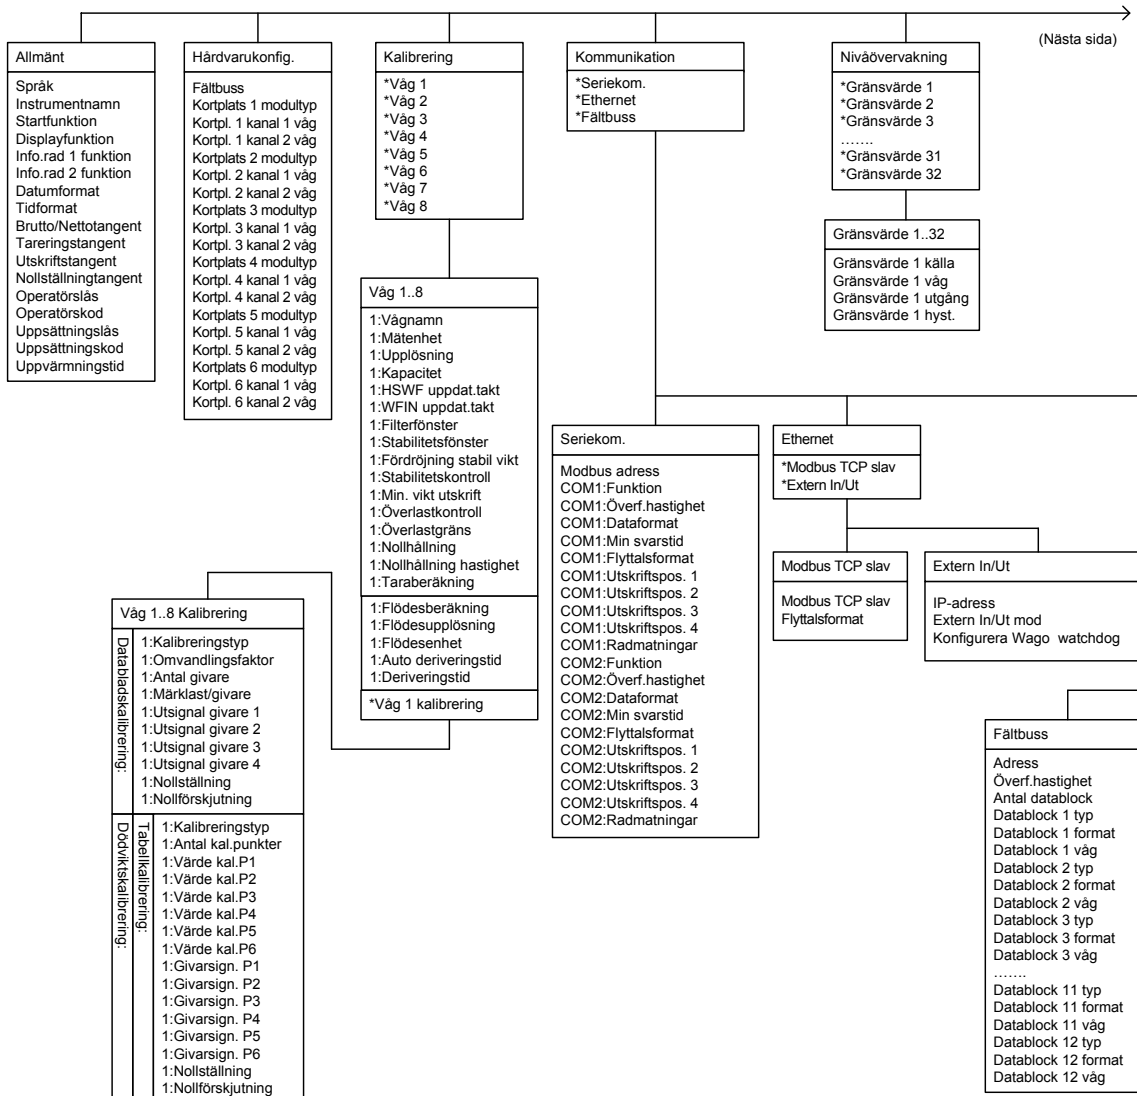 (Nästa sida)
Allmänt
Språk
Instrumentnamn
Startfunktion
Displayfunktion
Info.rad 1 funktion
Info.rad 2 funktion
Datumformat
Tidformat
Brutto/Nettotangent
Tareringstangent
Utskriftstangent
Nollställningtangent
Operatörslås
Operatörskod
Uppsättningslås
Uppsättningskod
Uppvärmningstid
Hårdvarukonfig.
Fältbuss
Kortplats 1 modultyp
Kortpl. 1 kanal 1 våg
Kortpl. 1 kanal 2 våg
Kortplats 2 modultyp
Kortpl. 2 kanal 1 våg
Kortpl. 2 kanal 2 våg
Kortplats 3 modultyp
Kortpl. 3 kanal 1 våg
Kortpl. 3 kanal 2 våg
Kortplats 4 modultyp
Kortpl. 4 kanal 1 våg
Kortpl. 4 kanal 2 våg
Kortplats 5 modultyp
Kortpl. 5 kanal 1 våg
Kortpl. 5 kanal 2 våg
Kortplats 6 modultyp
Kortpl. 6 kanal 1 våg
Kortpl. 6 kanal 2 våg
Kalibrering
*Våg 1
*Våg 2
*Våg 3
*Våg 4
*Våg 5
*Våg 6
*Våg 7
*Våg 8
Kommunikation
*Seriekom.
*Ethernet
*Fältbuss
Nivåövervakning
*Gränsvärde 1
*Gränsvärde 2
*Gränsvärde 3
.......
*Gränsvärde 31
*Gränsvärde 32
Gränsvärde 1..32
Gränsvärde 1 källa
Gränsvärde 1 våg
Gränsvärde 1 utgång
Gränsvärde 1 hyst.
Våg 1..8
1:Vågnamn
1:Mätenhet
1:Upplösning
1:Kapacitet
1:HSWF uppdat.takt
1:WFIN uppdat.takt
1:Filterfönster
1:Stabilitetsfönster
1:Fördröjning stabil vikt
1:Stabilitetskontroll
1:Min. vikt utskrift
1:Överlastkontroll
1:Överlastgräns
1:Nollhållning
1:Nollhållning hastighet
1:Taraberäkning
1:Flödesberäkning
1:Flödesupplösning
1:Flödesenhet
1:Auto deriveringstid
1:Deriveringstid
*Våg 1 kalibrering
Våg 1..8 Kalibrering
Databladskalibrering:
1:Kalibreringstyp
1:Omvandlingsfaktor
1:Antal givare
1:Märklast/givare
1:Utsignal givare 1
1:Utsignal givare 2
1:Utsignal givare 3
1:Utsignal givare 4
1:Nollställning
1:Nollförskjutning
Dödviktskalibrering:
Tabellkalibrering:
1:Kalibreringstyp
1:Antal kal.punkter
1:Värde kal.P1
1:Värde kal.P2
1:Värde kal.P3
1:Värde kal.P4
1:Värde kal.P5
1:Värde kal.P6
1:Givarsign. P1
1:Givarsign. P2
1:Givarsign. P3
1:Givarsign. P4
1:Givarsign. P5
1:Givarsign. P6
1:Nollställning
1:Nollförskjutning
Seriekom.
Modbus adress
COM1:Funktion
COM1:Överf.hastighet
COM1:Dataformat
COM1:Min svarstid
COM1:Flyttalsformat
COM1:Utskriftspos. 1
COM1:Utskriftspos. 2
COM1:Utskriftspos. 3
COM1:Utskriftspos. 4
COM1:Radmatningar
COM2:Funktion
COM2:Överf.hastighet
COM2:Dataformat
COM2:Min svarstid
COM2:Flyttalsformat
COM2:Utskriftspos. 1
COM2:Utskriftspos. 2
COM2:Utskriftspos. 3
COM2:Utskriftspos. 4
COM2:Radmatningar
Ethernet
*Modbus TCP slav
*Extern In/Ut
Modbus TCP slav
Modbus TCP slav
Flyttalsformat
Extern In/Ut
IP-adress
Extern In/Ut mod
Konfigurera Wago watchdog
Fältbuss
Adress
Överf.hastighet
Antal datablock
Datablock 1 typ
Datablock 1 format
Datablock 1 våg
Datablock 2 typ
Datablock 2 format
Datablock 2 våg
Datablock 3 typ
Datablock 3 format
Datablock 3 våg
.......
Datablock 11 typ
Datablock 11 format
Datablock 11 våg
Datablock 12 typ
Datablock 12 format
Datablock 12 våg